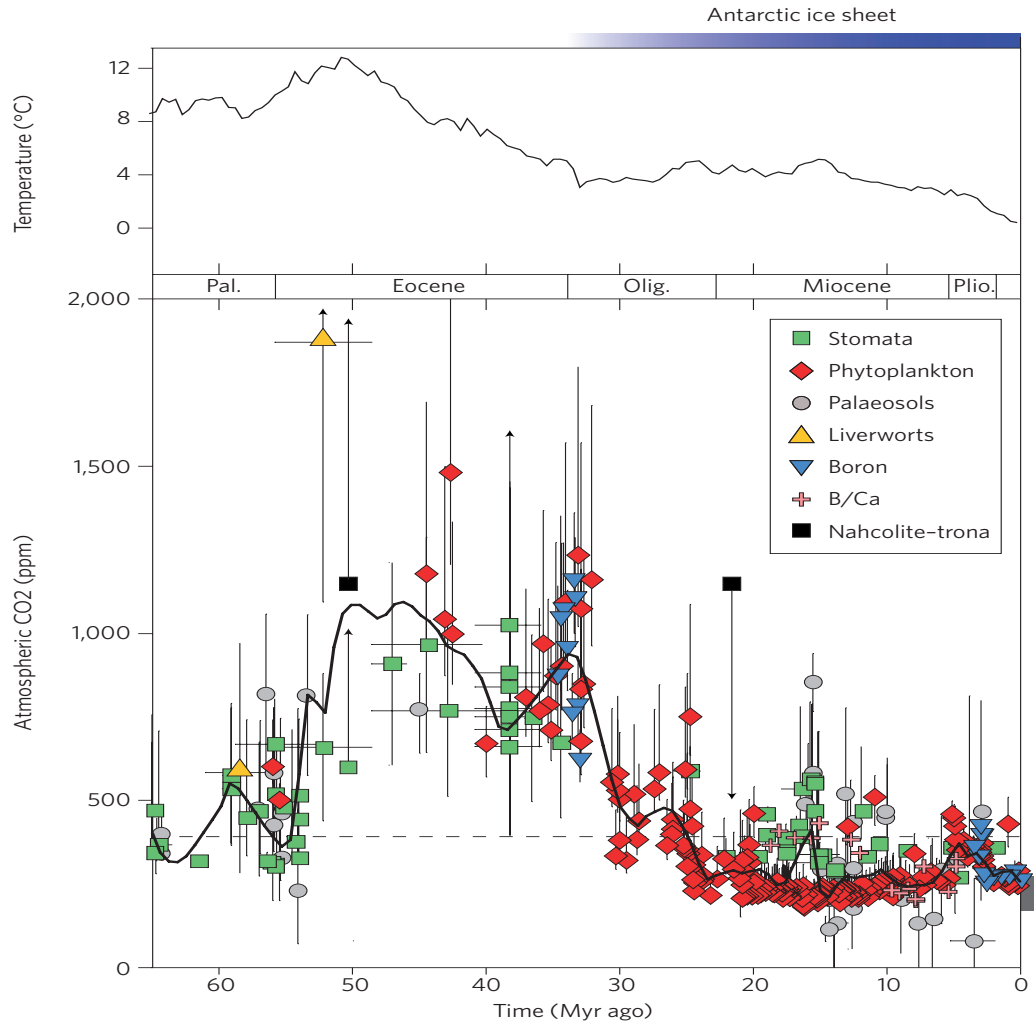 Antarctic ice sheet
12
8
4
0
Temperature (°C)
Pal. Eocene Olig. Miocene Plio.
2,000
1,500
1,000
500
0
Atmospheric CO2 (ppm)
Stomata
Phytoplankton
Palaeosols
Liverworts
Boron
B/Ca
Nahcolite–trona
60 50 40 30 20 10 0
Time (Myr ago)